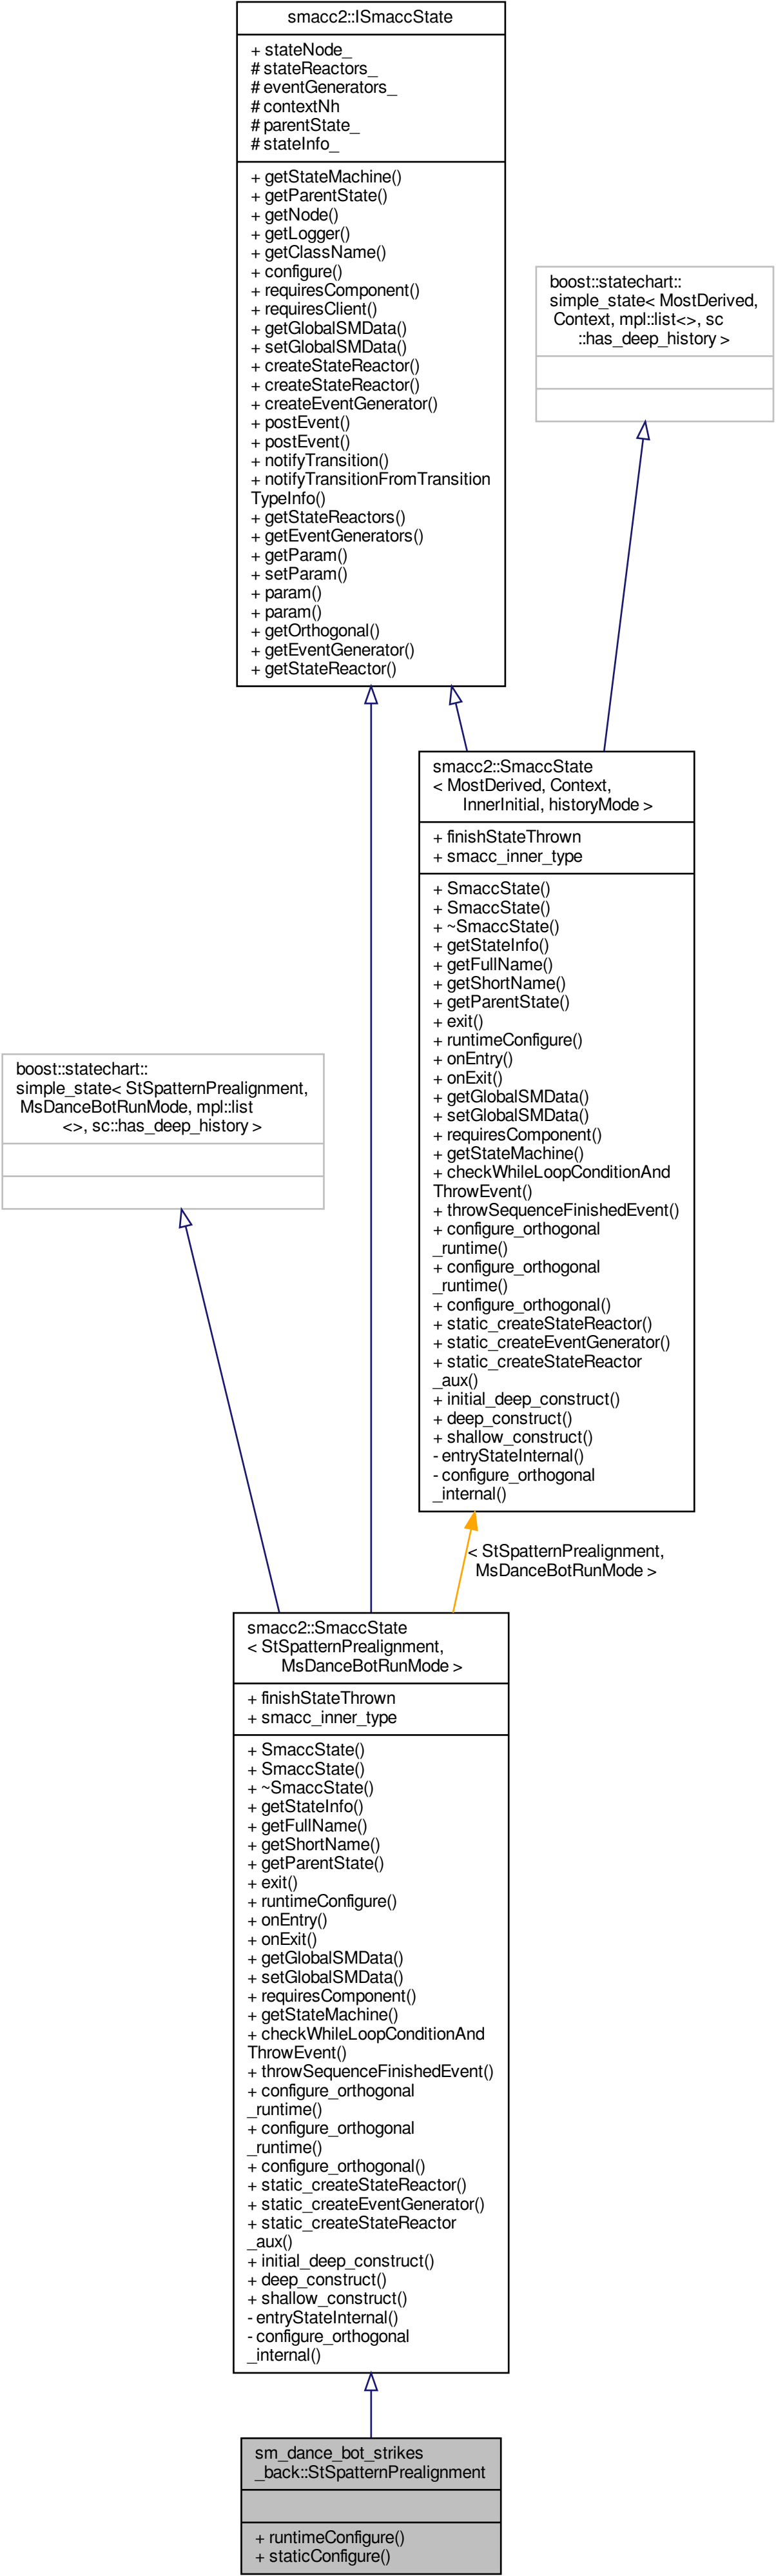 smacc2::ISmaccState
+ stateNode_
# stateReactors_
# eventGenerators_
# contextNh
# parentState_
# stateInfo_
+ getStateMachine()
+ getParentState()
+ getNode()
+ getLogger()
+ getClassName()
+ configure()
+ requiresComponent()
+ requiresClient()
+ getGlobalSMData()
+ setGlobalSMData()
+ createStateReactor()
+ createStateReactor()
+ createEventGenerator()
+ postEvent()
+ postEvent()
+ notifyTransition()
+ notifyTransitionFromTransition
TypeInfo()
+ getStateReactors()
+ getEventGenerators()
+ getParam()
+ setParam()
+ param()
+ param()
+ getOrthogonal()
+ getEventGenerator()
+ getStateReactor()
boost::statechart::
simple_state< MostDerived,
Context, mpl::list<>, sc
::has_deep_history >
smacc2::SmaccState
< MostDerived, Context,
InnerInitial, historyMode >
+ finishStateThrown
+ smacc_inner_type
+ SmaccState()
+ SmaccState()
+ ~SmaccState()
+ getStateInfo()
+ getFullName()
+ getShortName()
+ getParentState()
+ exit()
+ runtimeConfigure()
+ onEntry()
+ onExit()
+ getGlobalSMData()
+ setGlobalSMData()
+ requiresComponent()
+ getStateMachine()
+ checkWhileLoopConditionAnd
ThrowEvent()
+ throwSequenceFinishedEvent()
+ configure_orthogonal
_runtime()
+ configure_orthogonal
_runtime()
+ configure_orthogonal()
+ static_createStateReactor()
+ static_createEventGenerator()
+ static_createStateReactor
_aux()
+ initial_deep_construct()
+ deep_construct()
+ shallow_construct()
- entryStateInternal()
- configure_orthogonal
_internal()
boost::statechart::
simple_state< StSpatternPrealignment,
MsDanceBotRunMode, mpl::list
<>, sc::has_deep_history >
< StSpatternPrealignment,
MsDanceBotRunMode >
smacc2::SmaccState
< StSpatternPrealignment,
MsDanceBotRunMode >
+ finishStateThrown
+ smacc_inner_type
+ SmaccState()
+ SmaccState()
+ ~SmaccState()
+ getStateInfo()
+ getFullName()
+ getShortName()
+ getParentState()
+ exit()
+ runtimeConfigure()
+ onEntry()
+ onExit()
+ getGlobalSMData()
+ setGlobalSMData()
+ requiresComponent()
+ getStateMachine()
+ checkWhileLoopConditionAnd
ThrowEvent()
+ throwSequenceFinishedEvent()
+ configure_orthogonal
_runtime()
+ configure_orthogonal
_runtime()
+ configure_orthogonal()
+ static_createStateReactor()
+ static_createEventGenerator()
+ static_createStateReactor
_aux()
+ initial_deep_construct()
+ deep_construct()
+ shallow_construct()
- entryStateInternal()
- configure_orthogonal
_internal()
sm_dance_bot_strikes
_back::StSpatternPrealignment
+ runtimeConfigure()
+ staticConfigure()